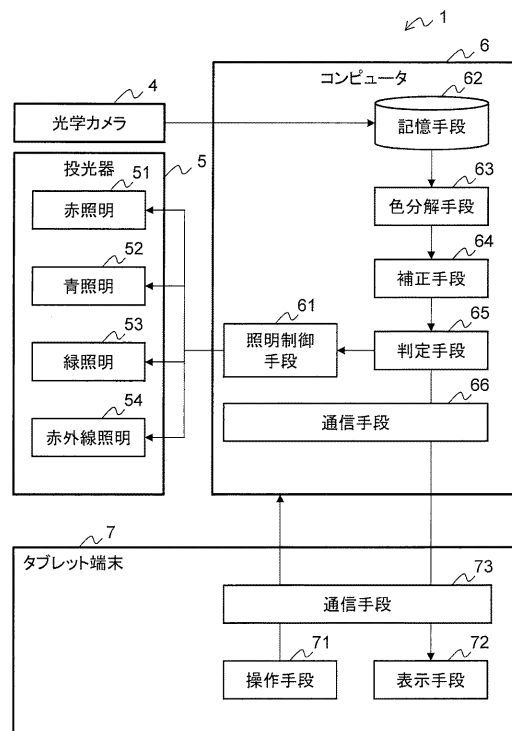 1
6
コンピュータ
4
光学カメラ
62
記憶手段
投光器
5
51
赤照明
63
色分解手段
52
青照明
64
補正手段
53
緑照明
61
照明制御
手段
65
判定手段
54
赤外線照明
66
通信手段
7
タブレット端末
73
通信手段
71
操作手段
72
表示手段